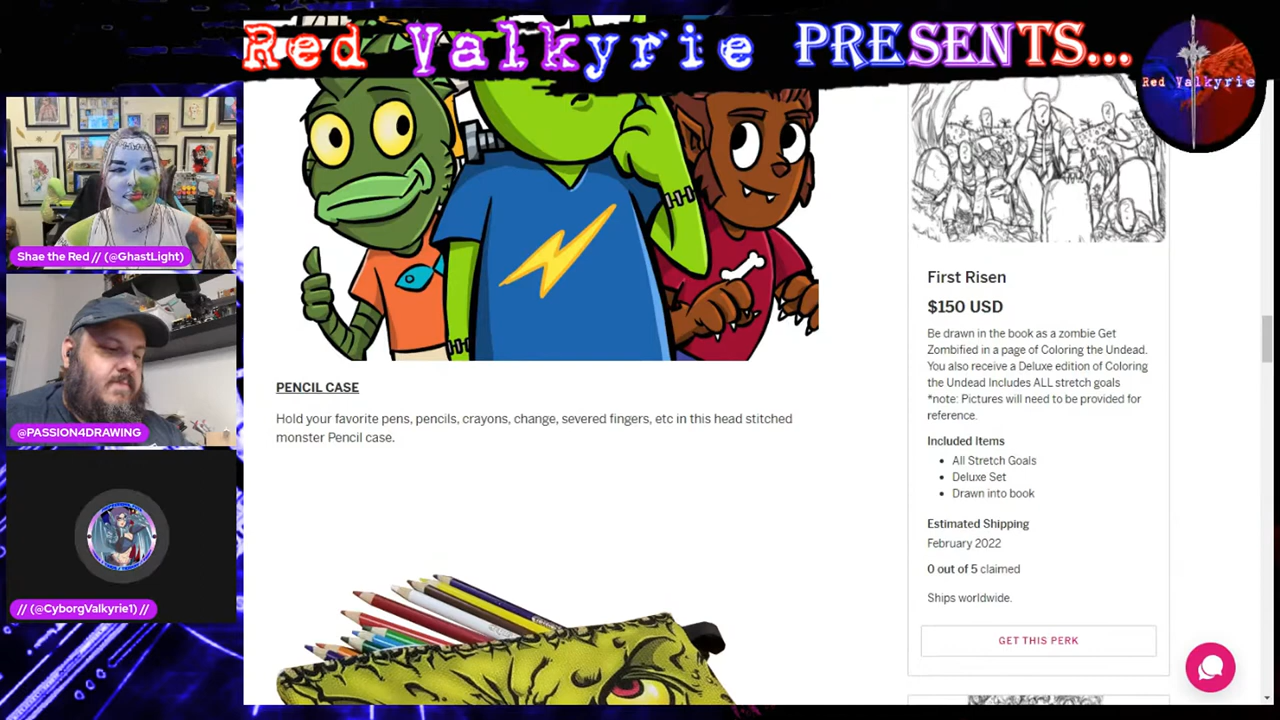 Red Valkyrie PRESENTS...
Red Valkyrie
Shae the Red // (@GhastLight)
@PASSION4DRAWING
// (@CyborgValkyrie1) //
PENCIL CASE
Hold your favorite pens, pencils, crayons, change, severed fingers, etc in this head stitched
monster Pencil case.
First Risen
$150 USD
Be drawn in the book as a zombie Get
Zombified in a page of Coloring the Undead.
You also receive a Deluxe edition of Coloring
the Undead Includes ALL stretch goals
*note: Pictures will need to be provided for
reference.
Included Items
• All Stretch Goals
• Deluxe Set
• Drawn into book
Estimated Shipping
February 2022
0 out of 5 claimed
Ships worldwide.
GET THIS PERK